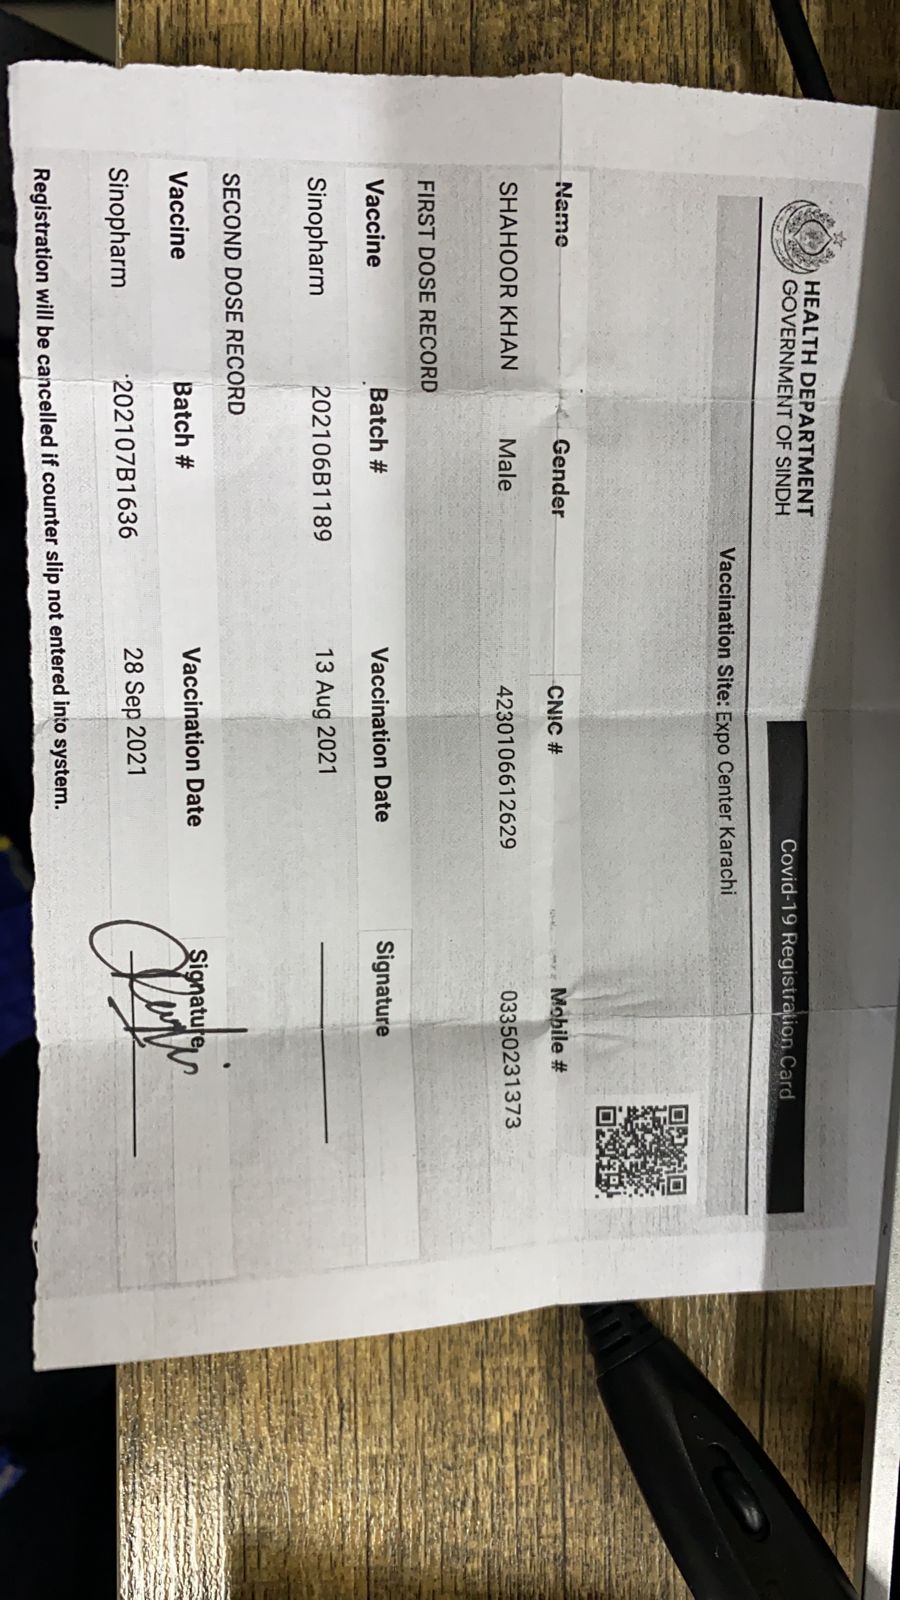 HEALTH DEPARTMENT
GOVERNMENT OF SINDH
Covid-19 Registration Card
Vaccination Site: Expo Center Karachi
Name Gender CNIC # Mobile #
SHAHOOR KHAN Male 4230106612629 03350231373
FIRST DOSE RECORD
Vaccine Batch # Vaccination Date Signature
Sinopharm 202106B1189 13 Aug 2021
SECOND DOSE RECORD
Vaccine Batch # Vaccination Date Signature
Sinopharm 202107B1636 28 Sep 2021
Registration will be cancelled if counter slip not entered into system.